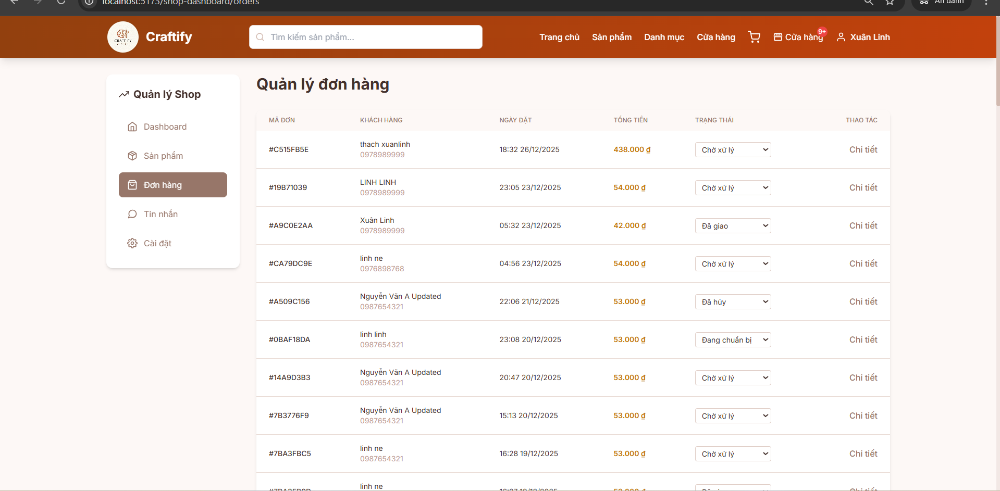 localhost:5173/shop-dashboard/orders
Ẩn danh
CRAFTIFY
Craftify
Tìm kiếm sản phẩm...
Trang chủ
Sản phẩm
Danh mục
Cửa hàng
Cửa hàng
9+
Xuân Linh
Quản lý Shop
Dashboard
Sản phẩm
Đơn hàng
Tin nhắn
Cài đặt
Quản lý đơn hàng
MÃ ĐƠN KHÁCH HÀNG NGÀY ĐẶT TỔNG TIỀN TRẠNG THÁI THAO TÁC
#C515FB5E thach xuanlinh 18:32 26/12/2025 438.000 ₫ Chờ xử lý Chi tiết
0978989999
#19B71039 LINH LINH 23:05 23/12/2025 54.000 ₫ Chờ xử lý Chi tiết
0978989999
#A9C0E2AA Xuân Linh 05:32 23/12/2025 42.000 ₫ Đã giao Chi tiết
0978989999
#CA79DC9E linh ne 04:56 23/12/2025 54.000 ₫ Chờ xử lý Chi tiết
0976898768
#A509C156 Nguyễn Văn A Updated 22:06 21/12/2025 53.000 ₫ Đã hủy Chi tiết
0987654321
#0BAF18DA linh linh 23:08 20/12/2025 53.000 ₫ Đang chuẩn bị Chi tiết
0987654321
#14A9D3B3 Nguyễn Văn A Updated 20:47 20/12/2025 53.000 ₫ Chờ xử lý Chi tiết
0987654321
#7B3776F9 Nguyễn Văn A Updated 15:13 20/12/2025 53.000 ₫ Chờ xử lý Chi tiết
0987654321
#7BA3FBC5 linh ne 16:28 19/12/2025 53.000 ₫ Chờ xử lý Chi tiết
0987654321
linh ne